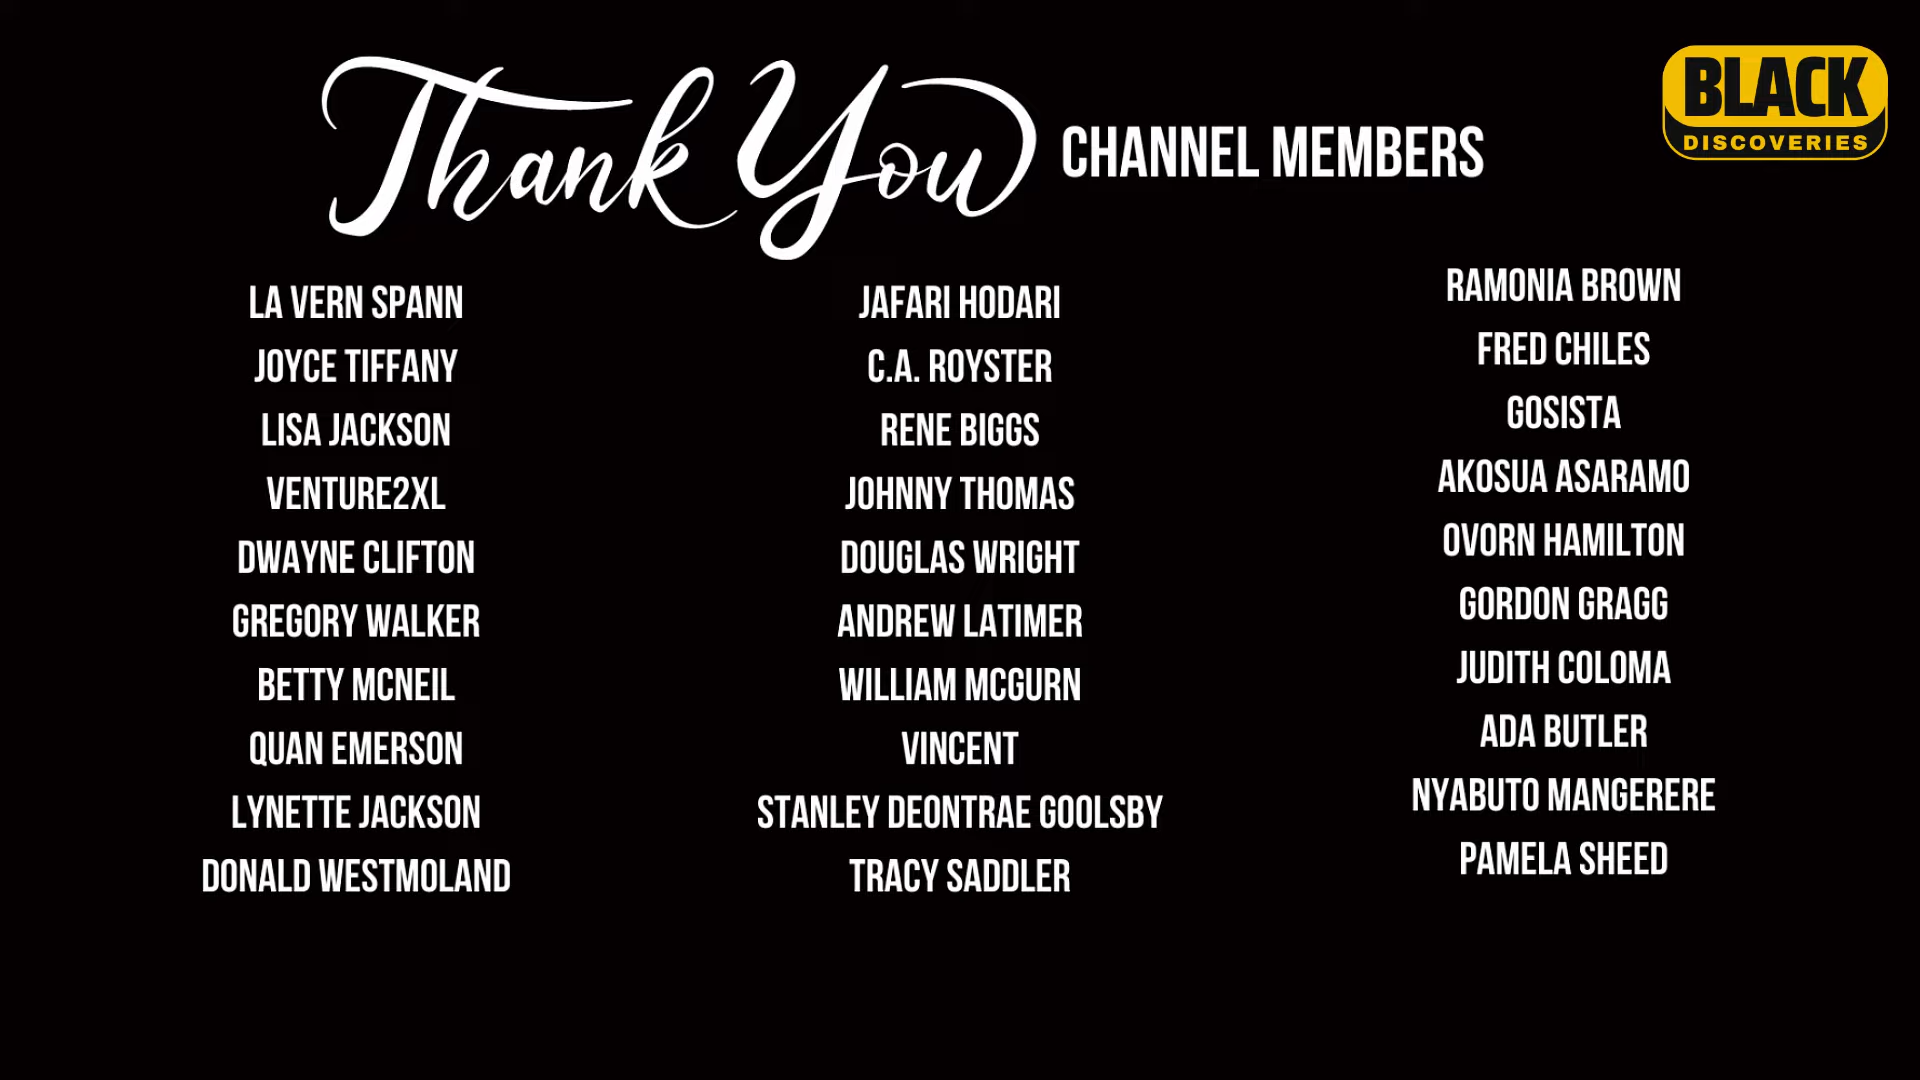 Thank You CHANNEL MEMBERS
BLACK
DISCOVERIES
LA VERN SPANN
JOYCE TIFFANY
LISA JACKSON
VENTURE2XL
DWAYNE CLIFTON
GREGORY WALKER
BETTY MCNEIL
QUAN EMERSON
LYNETTE JACKSON
DONALD WESTMOLAND
JAFARI HODARI
C.A. ROYSTER
RENE BIGGS
JOHNNY THOMAS
DOUGLAS WRIGHT
ANDREW LATIMER
WILLIAM MCGURN
VINCENT
STANLEY DEONTRAE GOOLSBY
TRACY SADDLER
RAMONIA BROWN
FRED CHILES
GOSISTA
AKOSUA ASARAMO
OVORN HAMILTON
GORDON GRAGG
JUDITH COLOMA
ADA BUTLER
NYABUTO MANGERERE
PAMELA SHEED